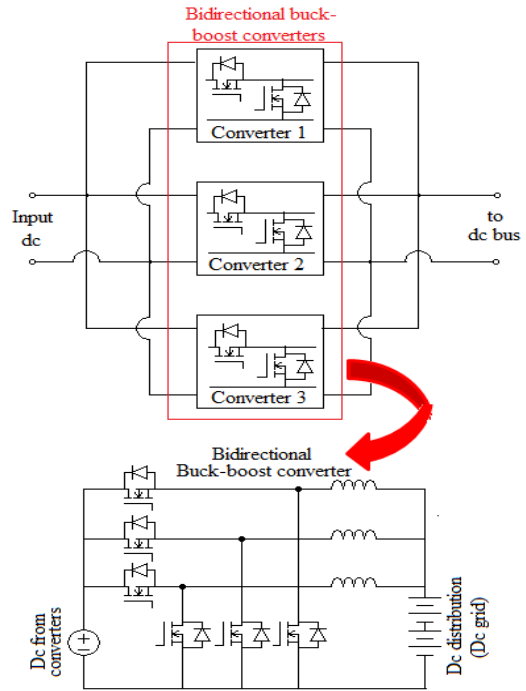 Bidirectional buck-
boost converters
Converter 1
Input
dc
Converter 2
to
dc bus
Converter 3
Bidirectional
Buck-boost converter
Dc from
converters
Dc distribution
(Dc grid)